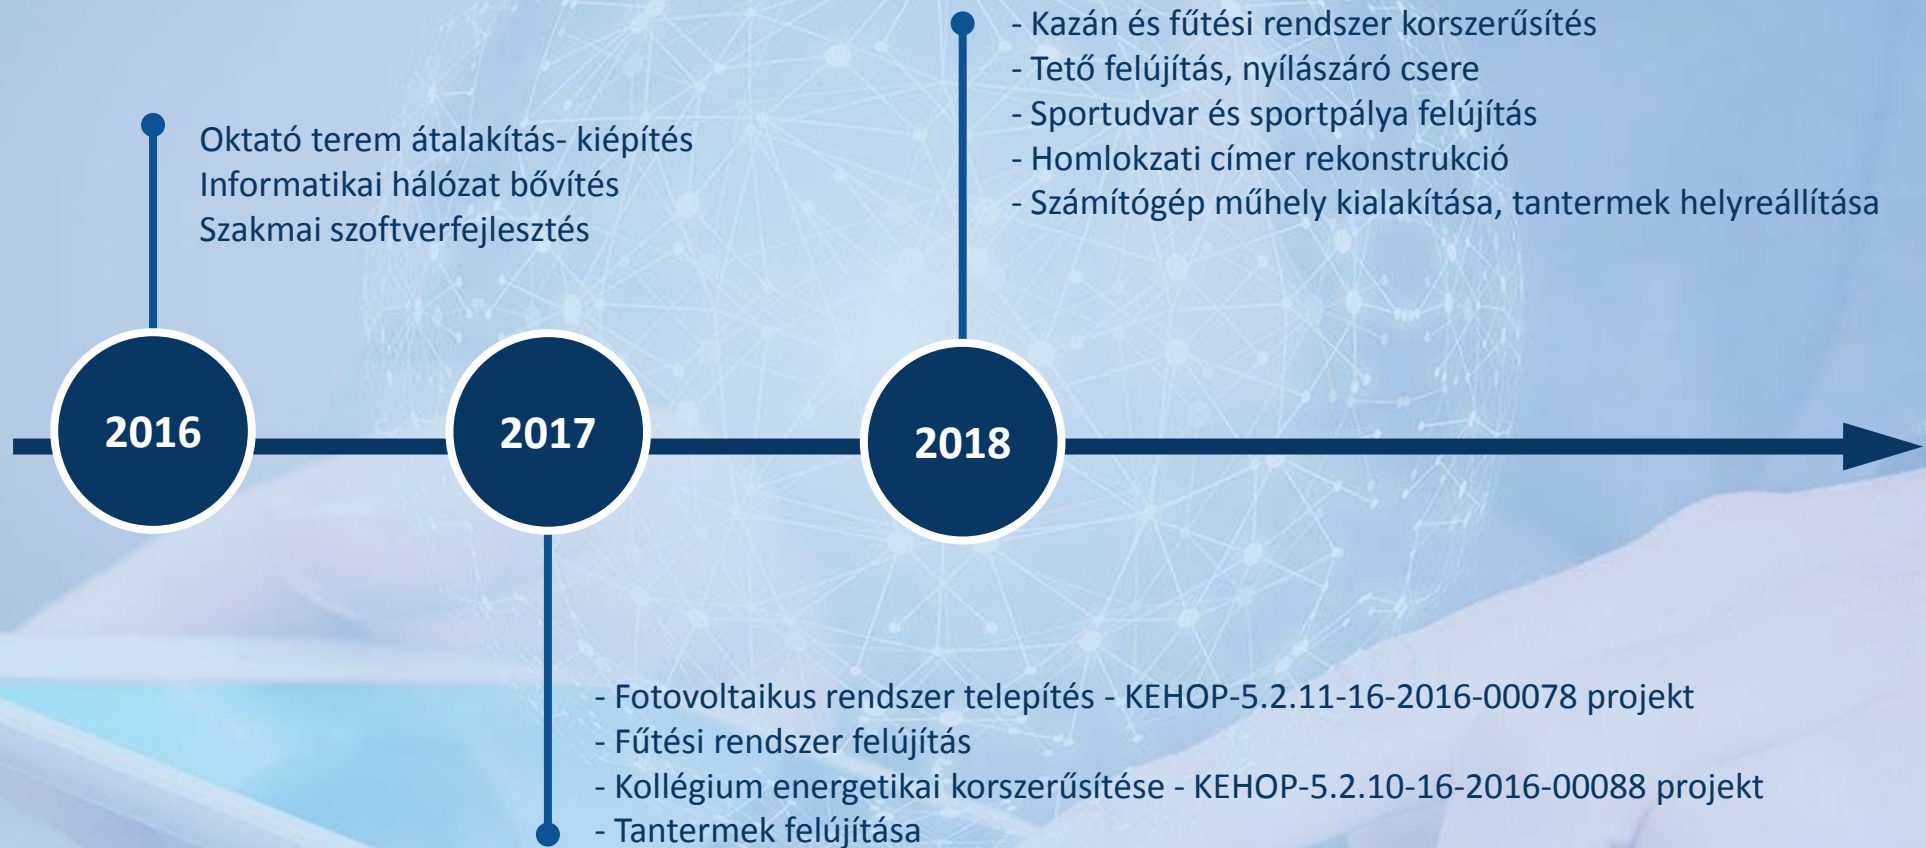 - Kazán és fűtési rendszer korszerűsítés
- Tető felújítás, nyílászáró csere
- Sportudvar és sportpálya felújítás
- Homlokzati címer rekonstrukció
- Számítógép műhely kialakítása, tantermek helyreállítása
Oktató terem átalakítás- kiépítés
Informatikai hálózat bővítés
Szakmai szoftverfejlesztés
2016
2017
2018
- Fotovoltaikus rendszer telepítés - KEHOP-5.2.11-16-2016-00078 projekt
- Fűtési rendszer felújítás
- Kollégium energetikai korszerűsítése - KEHOP-5.2.10-16-2016-00088 projekt
- Tantermek felújítása